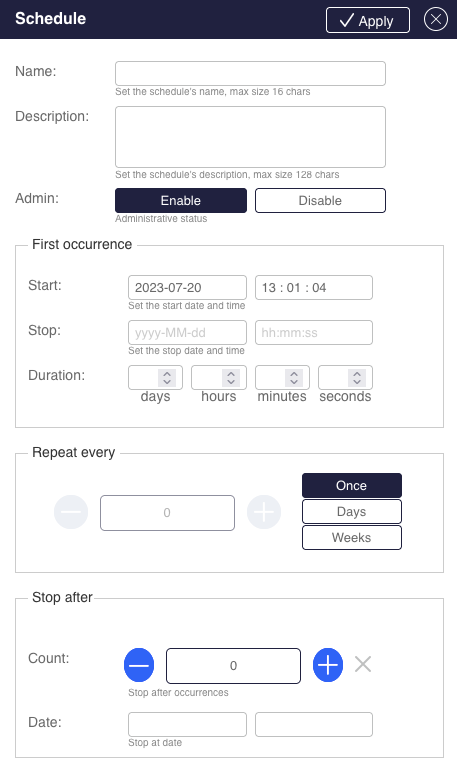 Schedule
Apply
Name:
Set the schedule's name, max size 16 chars
Description:
Set the schedule's description, max size 128 chars
Admin: Enable Disable
Administrative status
First occurrence
Start: 2023-07-20 13 : 01 : 04
Set the start date and time
Stop: yyyy-MM-dd hh:mm:ss
Set the stop date and time
Duration:
days hours minutes seconds
Repeat every
Once
0 Days
Weeks
Stop after
Count: 0
Stop after occurrences
Date:
Stop at date